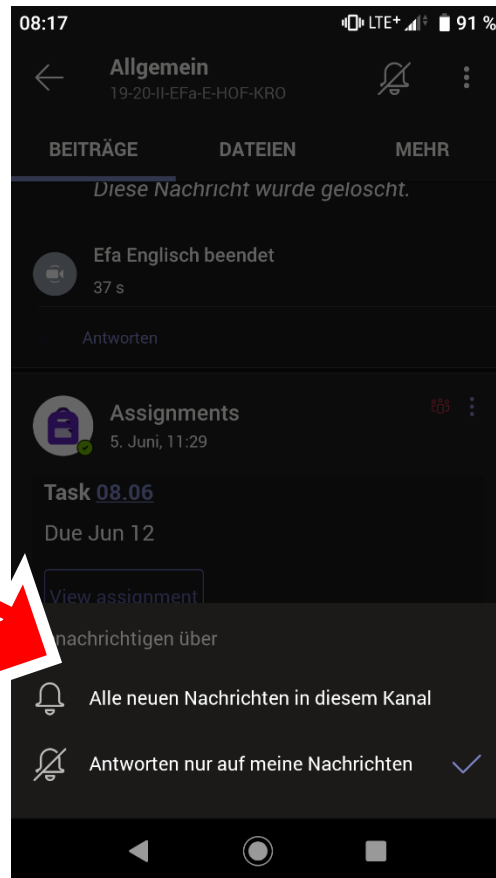 08:17 LTE+ 91 %
Allgemein
19-20-II-EFa-E-HOF-KRO
BEITRÄGE DATEIEN MEHR
Diese Nachricht wurde gelöscht.
Efa Englisch beendet
37 s
Antworten
Assignments
5. Juni, 11:29
Task 08.06
Due Jun 12
View assignment
nachrichtigen über
Alle neuen Nachrichten in diesem Kanal
Antworten nur auf meine Nachrichten